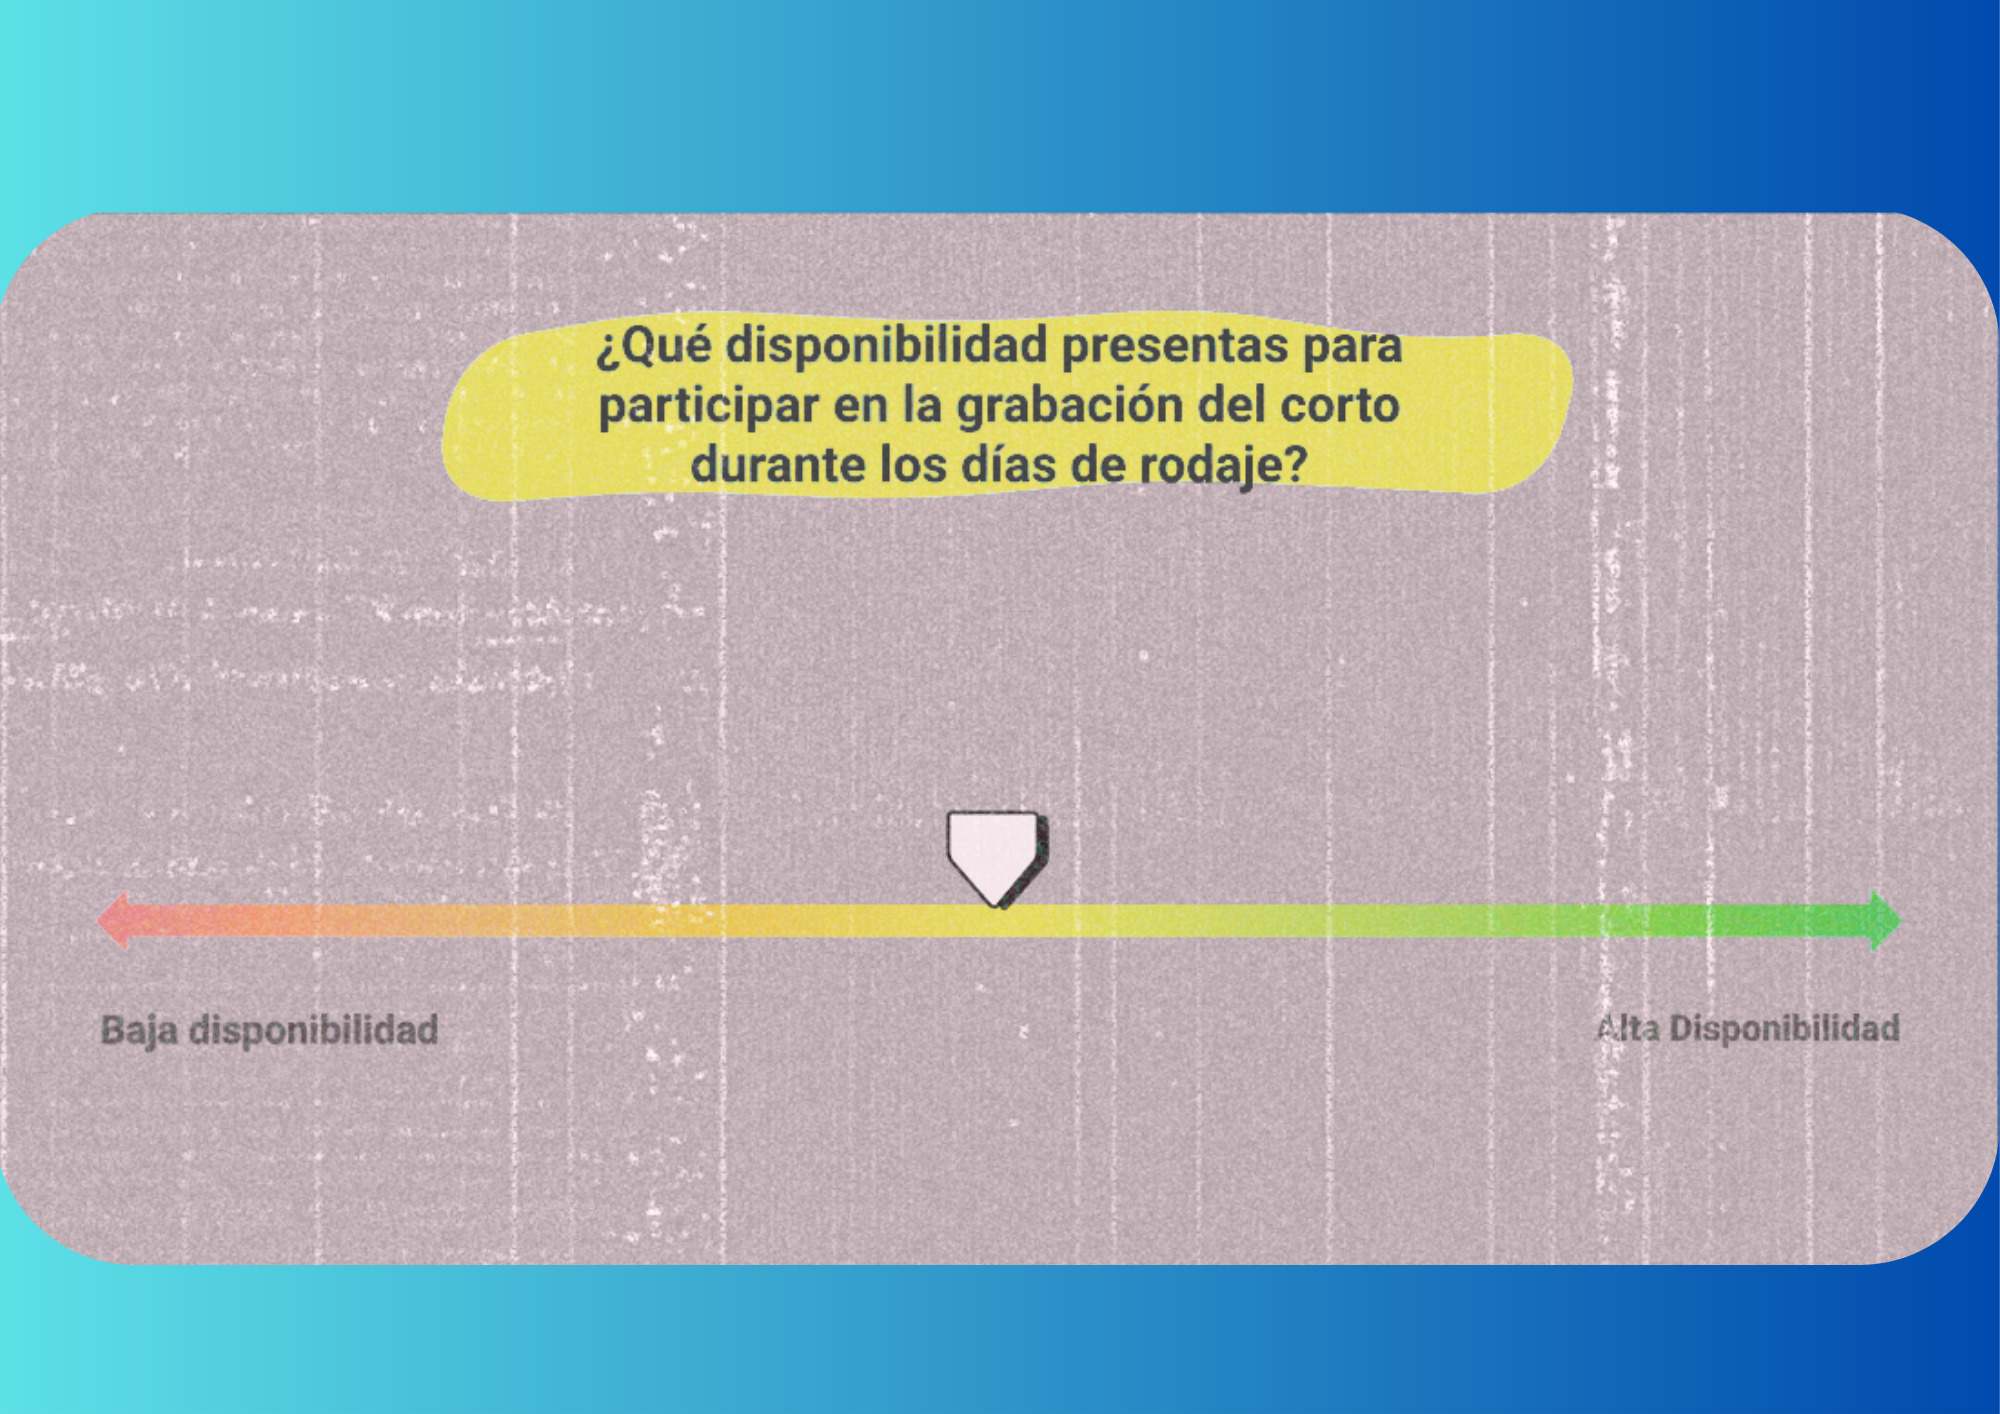 ¿Qué disponibilidad presentas para
participar en la grabación del corto
durante los días de rodaje?
Baja disponibilidad
Alta Disponibilidad